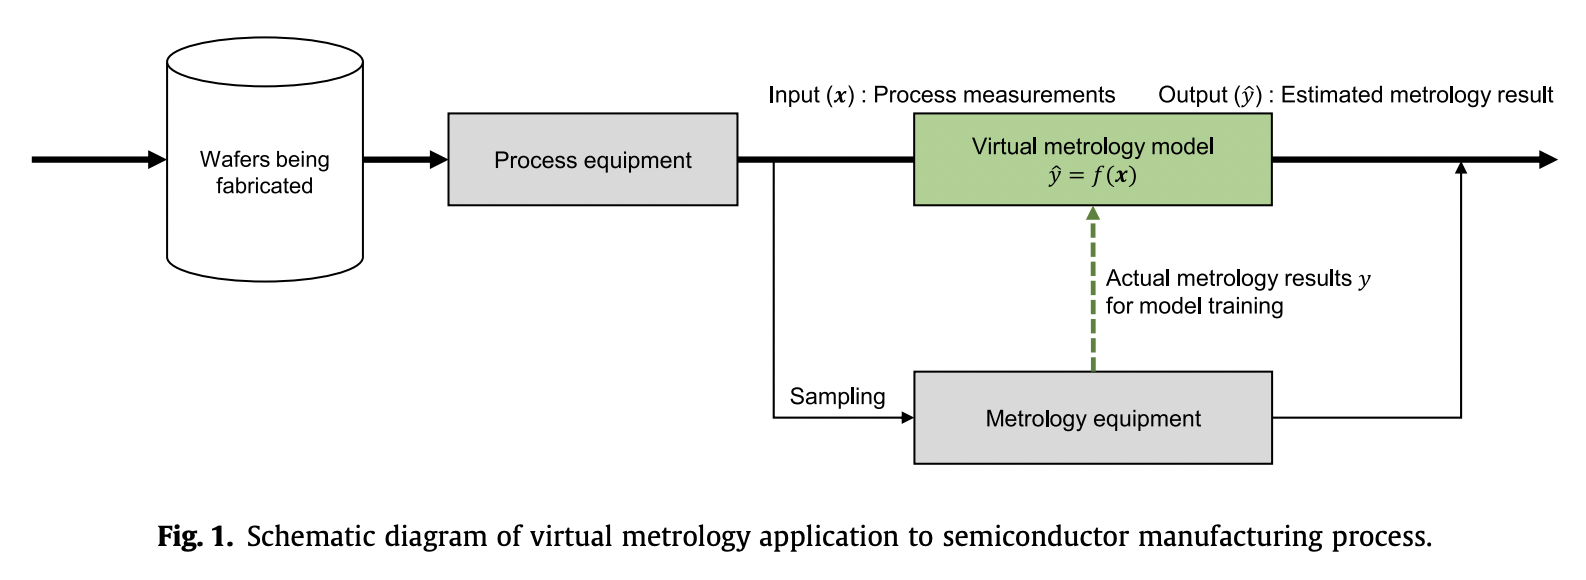 Input (x) : Process measurements
Output (ŷ) : Estimated metrology result
Wafers being
fabricated
Process equipment
Virtual metrology model
ŷ = f(x)
Actual metrology results y
for model training
Sampling
Metrology equipment
Fig. 1. Schematic diagram of virtual metrology application to semiconductor manufacturing process.